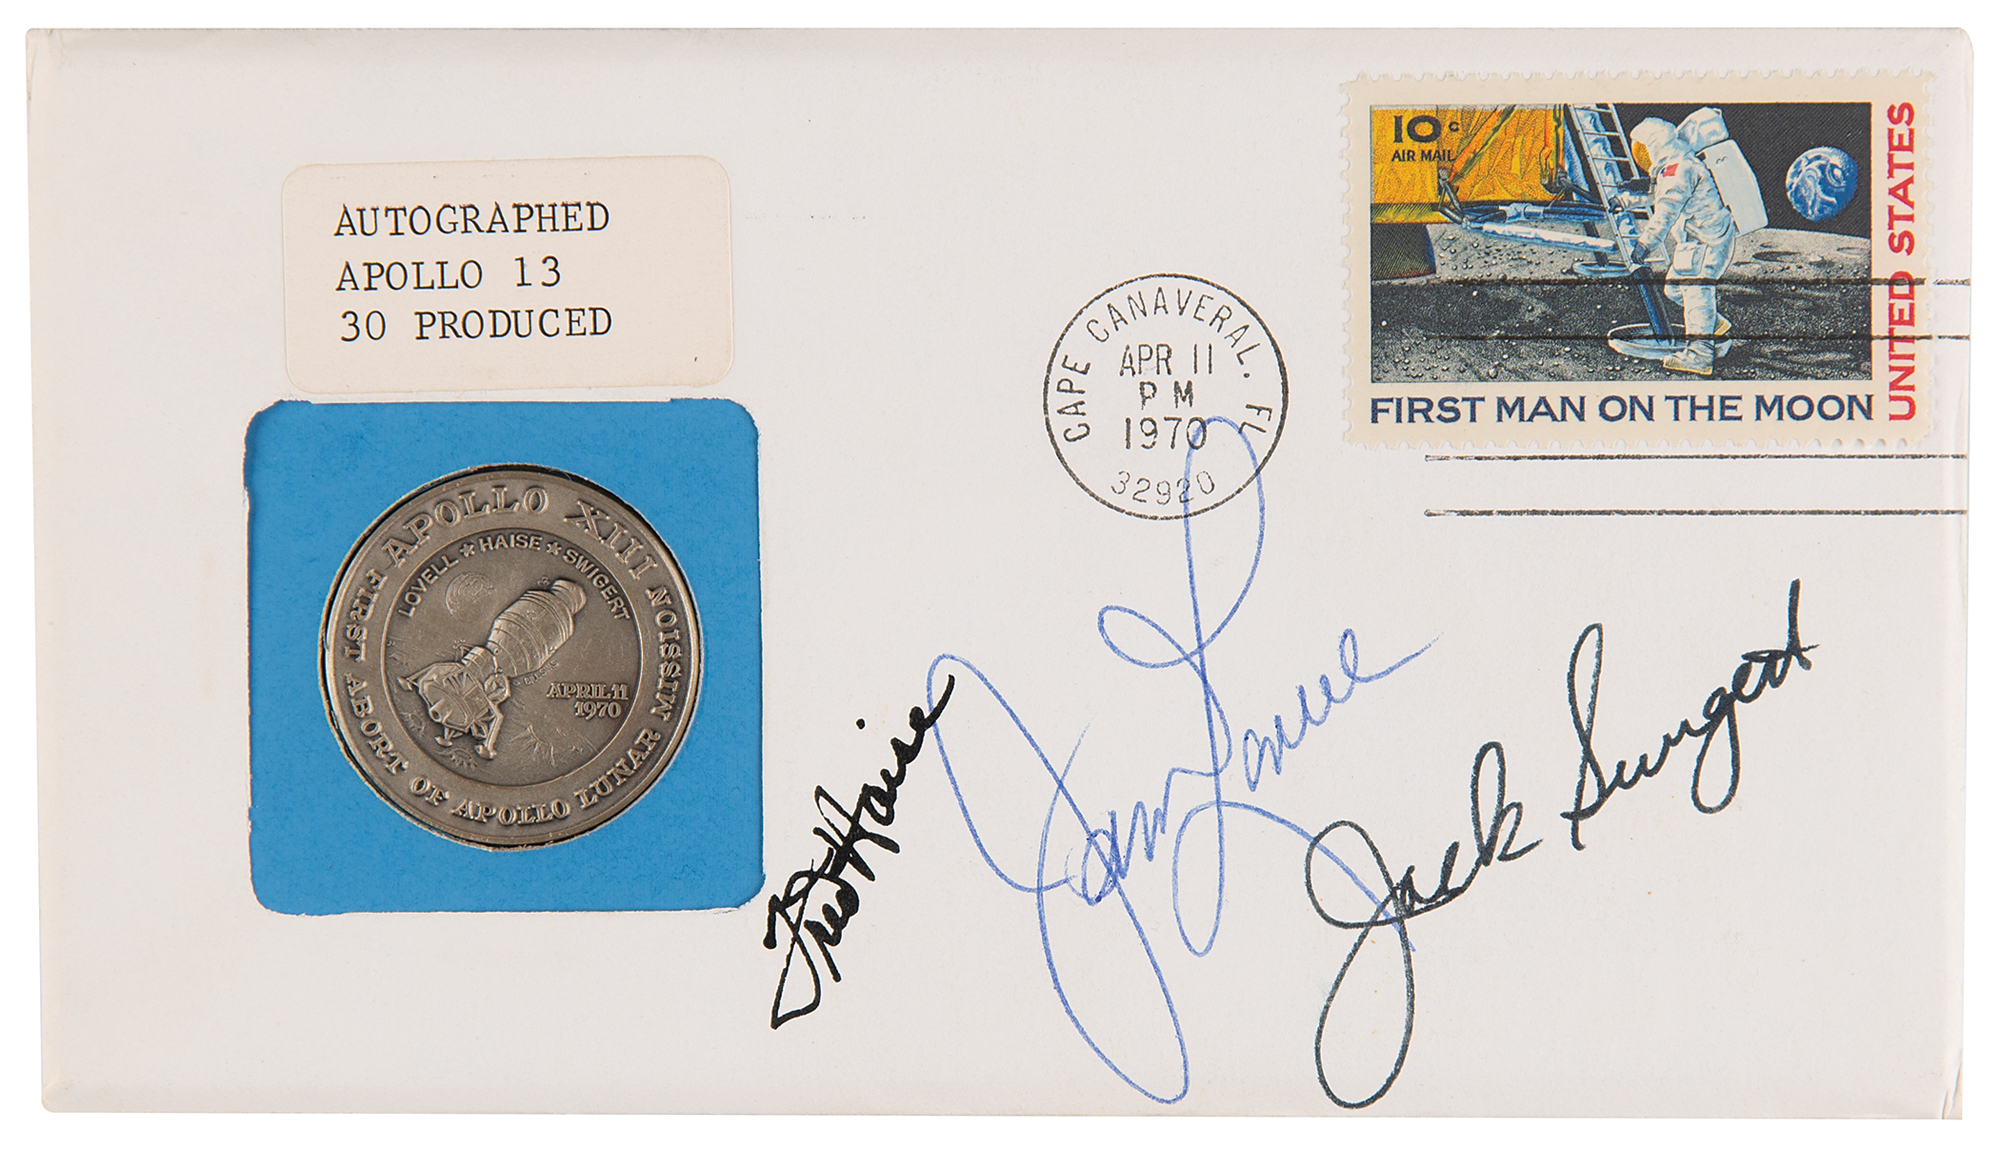 AUTOGRAPHED
APOLLO 13
30 PRODUCED
10c
AIR MAIL
UNITED STATES
FIRST MAN ON THE MOON
CAPE CANAVERAL, FL
APR 11
PM
1970
32920
APOLLO XIII
LOVELL ★ HAISE ★ SWIGERT
APRIL 11
1970
FIRST ABORT OF APOLLO LUNAR MISSION
Fred Haise
James Lovell
Jack Swigert